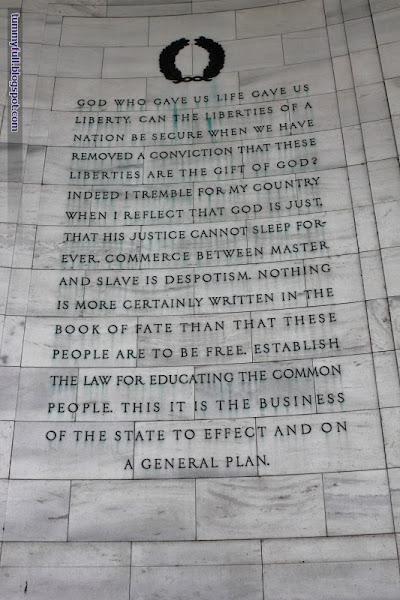 tummyfull.blogspot.com
GOD WHO GAVE US LIFE GAVE US
LIBERTY. CAN THE LIBERTIES OF A
NATION BE SECURE WHEN WE HAVE
REMOVED A CONVICTION THAT THESE
LIBERTIES ARE THE GIFT OF GOD?
INDEED I TREMBLE FOR MY COUNTRY
WHEN I REFLECT THAT GOD IS JUST,
THAT HIS JUSTICE CANNOT SLEEP FOR-
EVER. COMMERCE BETWEEN MASTER
AND SLAVE IS DESPOTISM. NOTHING
IS MORE CERTAINLY WRITTEN IN THE
BOOK OF FATE THAN THAT THESE
PEOPLE ARE TO BE FREE. ESTABLISH
THE LAW FOR EDUCATING THE COMMON
PEOPLE. THIS IT IS THE BUSINESS
OF THE STATE TO EFFECT AND ON
A GENERAL PLAN.